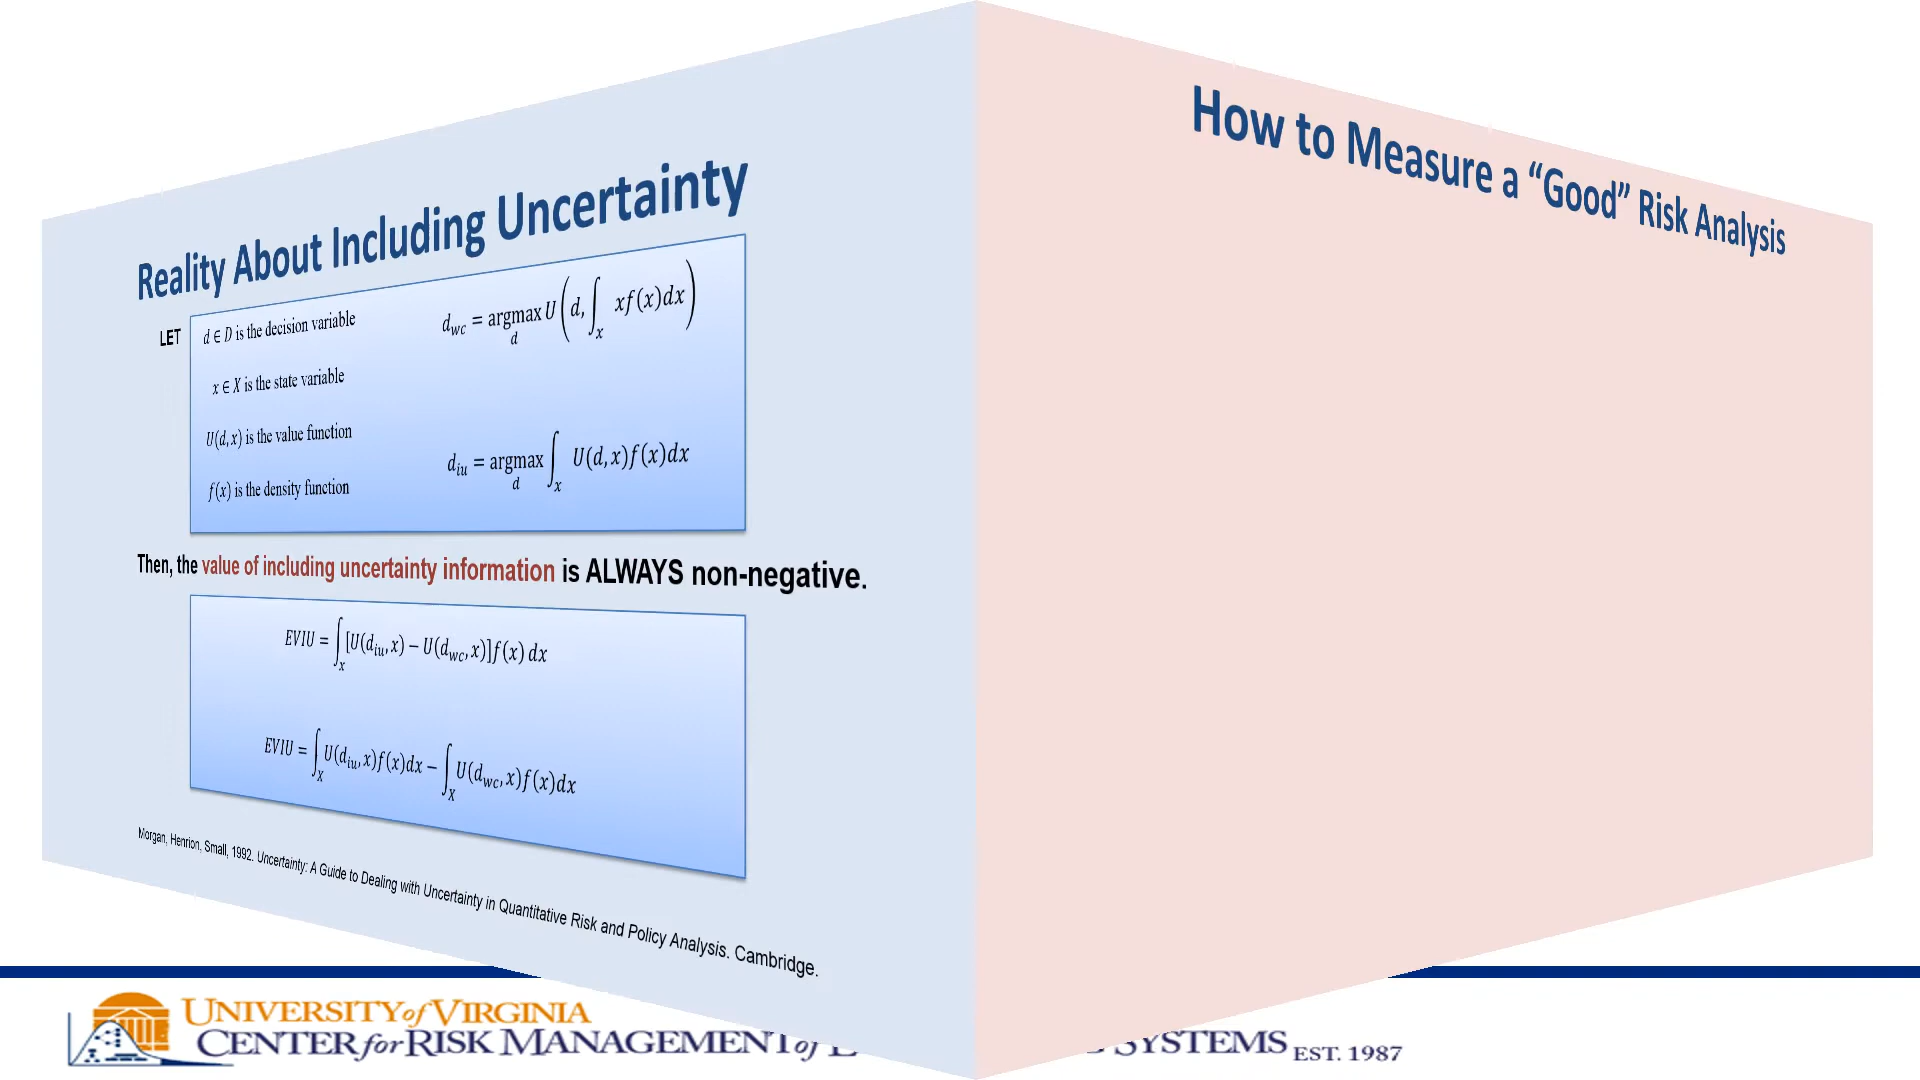 Reality About Including Uncertainty
LET
d ∈ D is the decision variable
x ∈ X is the state variable
U(d, x) is the value function
f(x) is the density function
d_wc = argmax_d U(d, ∫_x xf(x)dx)
d_iu = argmax_d ∫_x U(d, x)f(x)dx
Then, the value of including uncertainty information is ALWAYS non-negative.
EVIU = ∫_x [U(d_iu, x) − U(d_wc, x)]f(x) dx
EVIU = ∫_X U(d_iu, x)f(x)dx − ∫_X U(d_wc, x)f(x)dx
Morgan, Henrion, Small, 1992. Uncertainty: A Guide to Dealing with Uncertainty in Quantitative Risk and Policy Analysis. Cambridge.
How to Measure a “Good” Risk Analysis
UNIVERSITY of VIRGINIA
CENTER for RISK MANAGEMENT of SYSTEMS EST. 1987